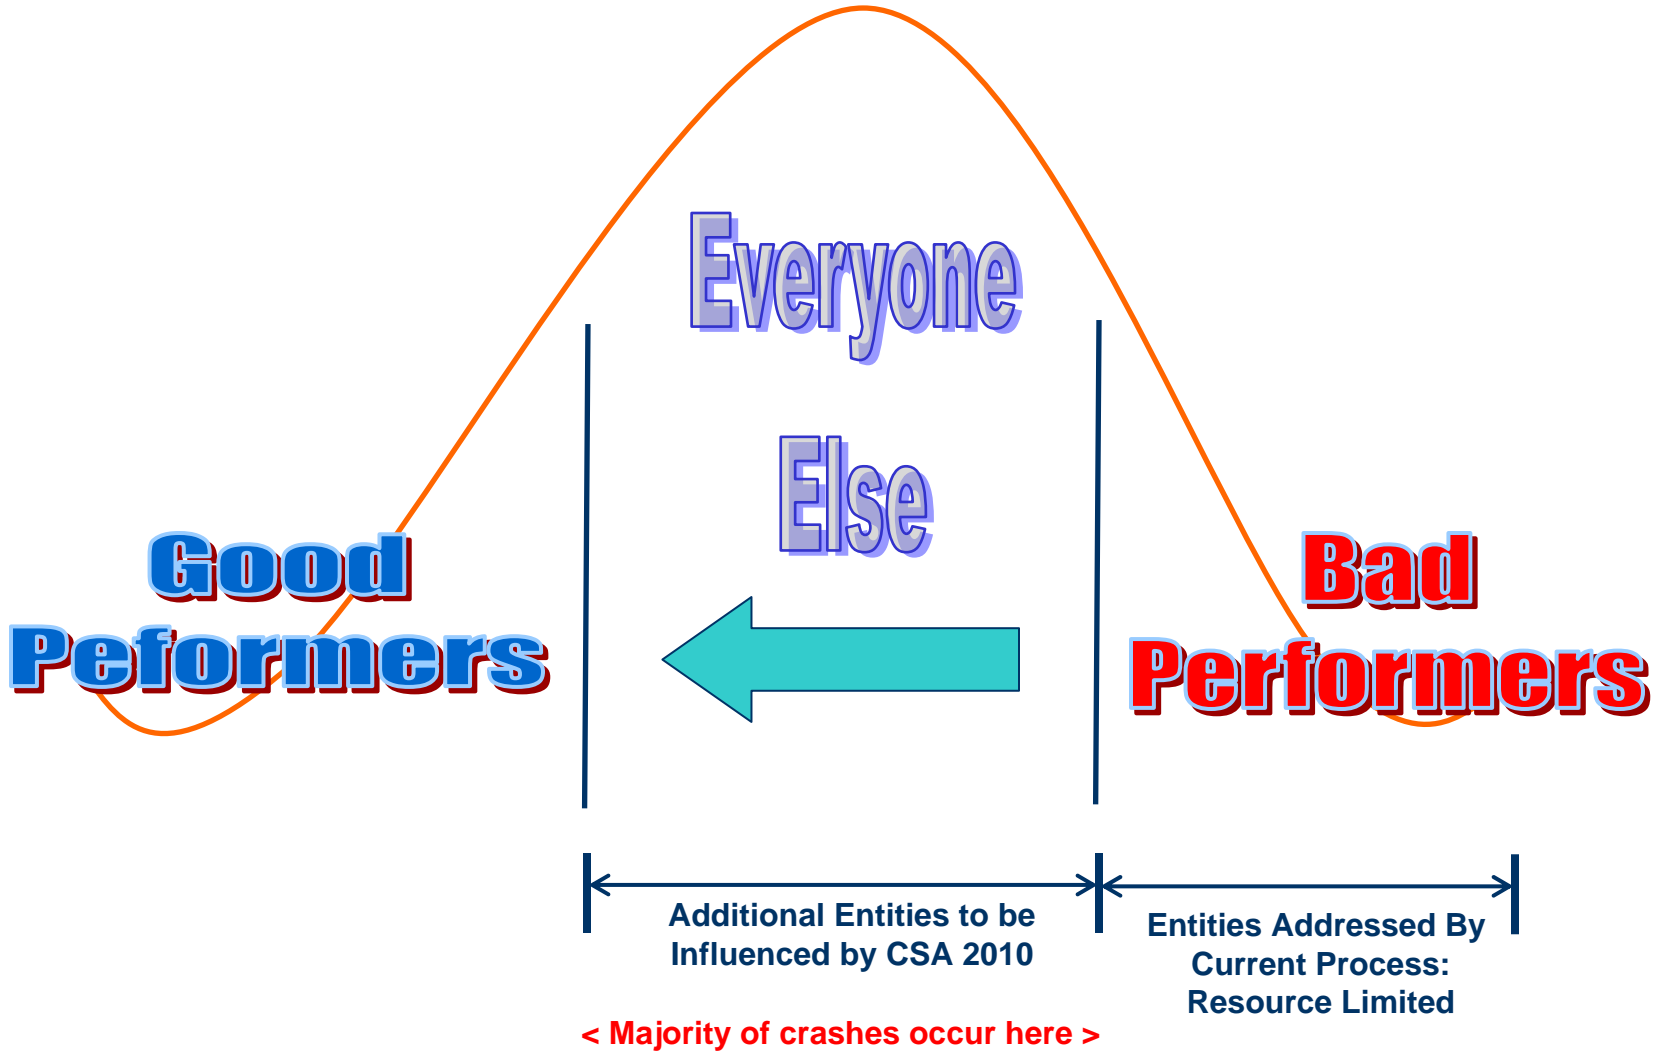 Everyone
Else
Good
Peformers
Bad
Performers
Additional Entities to be
Influenced by CSA 2010
Entities Addressed By
Current Process:
Resource Limited
< Majority of crashes occur here >